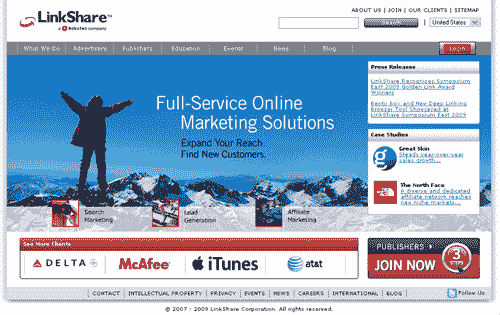 LinkShare™
a Rakuten company
ABOUT US | JOIN | OUR CLIENTS | SITEMAP
Search
United States
What We Do
Advertisers
Publishers
Education
Events
News
Blog
Login
Full-Service Online
Marketing Solutions
Expand Your Reach.
Find New Customers.
Search
Marketing
Lead
Generation
Affiliate
Marketing
Press Releases
LinkShare Recognizes Symposium
East 2009 Golden Link Award
Winners
Bento Box and New Deep Linking
Browser Tool Showcased at
LinkShare Symposium East 2009
Case Studies
Great Skin
Steady year-over-year
sales growth...
The North Face
A diverse and dedicated
affiliate network reaches
new niche markets...
See More Clients
DELTA
McAfee
iTunes
at&t
PUBLISHERS
JOIN NOW
3
STEPS
CONTACT | INTELLECTUAL PROPERTY | PRIVACY | EVENTS | NEWS | CAREERS | INTERNATIONAL | BLOG
Follow Us
© 2007 - 2009 LinkShare Corporation. All rights reserved.